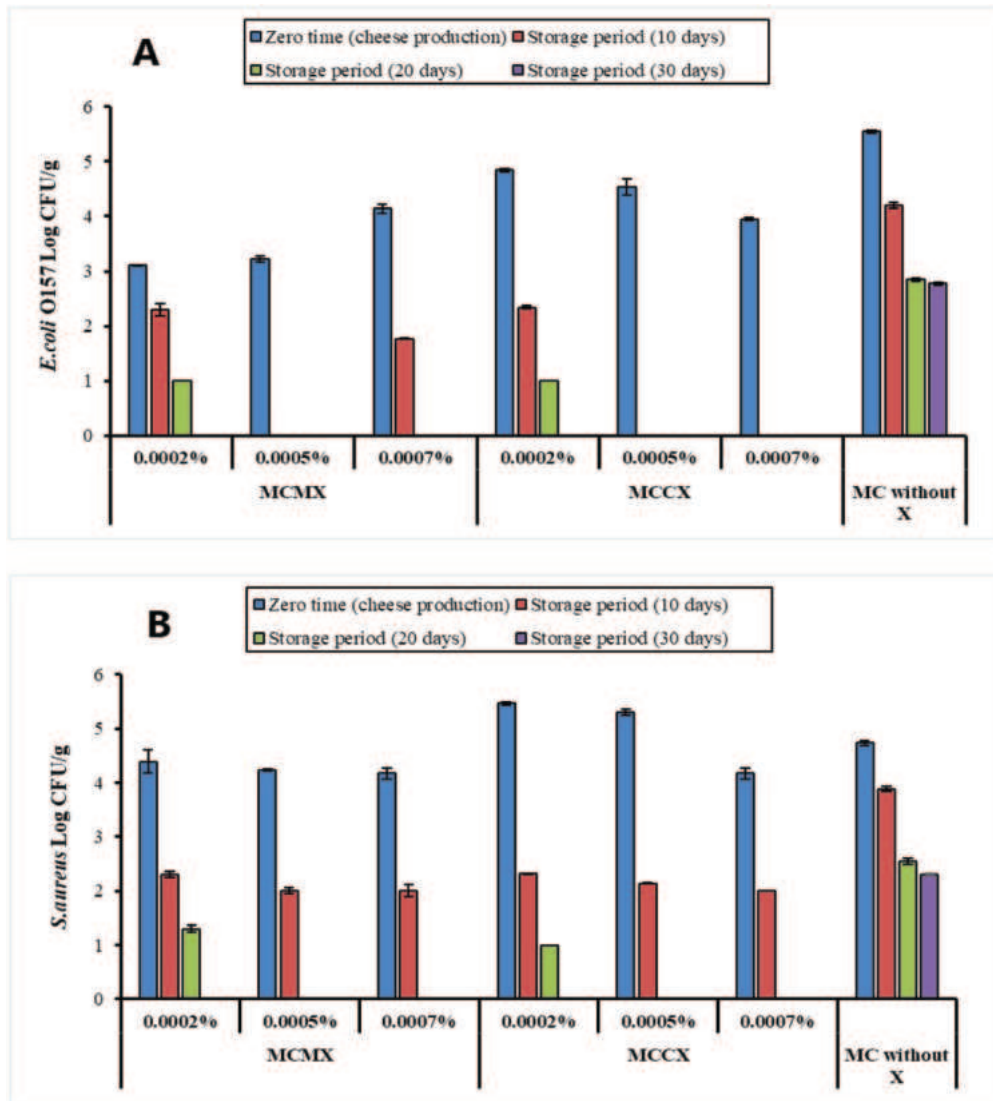 A
Zero time (cheese production) Storage period (10 days)
Storage period (20 days) Storage period (30 days)
E.coli O157 Log CFU/g
6
5
4
3
2
1
0
0.0002% 0.0005% 0.0007% 0.0002% 0.0005% 0.0007%
MCMX MCCX MC without
X
B
Zero time (cheese production) Storage period (10 days)
Storage period (20 days) Storage period (30 days)
S.aureus Log CFU/g
6
5
4
3
2
1
0
0.0002% 0.0005% 0.0007% 0.0002% 0.0005% 0.0007%
MCMX MCCX MC without
X